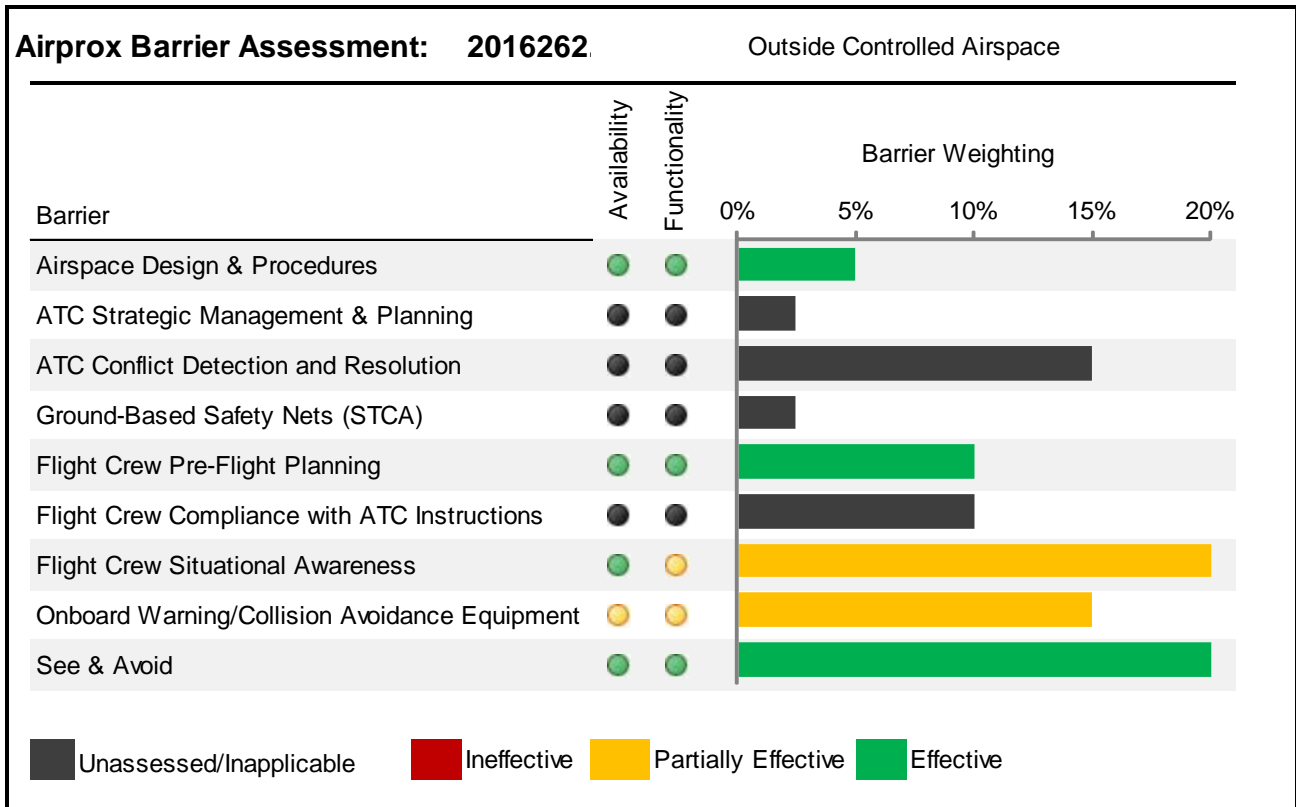 Airprox Barrier Assessment: 2016262. Outside Controlled Airspace
Availability
Functionality
Barrier Weighting
Barrier
0% 5% 10% 15% 20%
Airspace Design & Procedures
ATC Strategic Management & Planning
ATC Conflict Detection and Resolution
Ground-Based Safety Nets (STCA)
Flight Crew Pre-Flight Planning
Flight Crew Compliance with ATC Instructions
Flight Crew Situational Awareness
Onboard Warning/Collision Avoidance Equipment
See & Avoid
Unassessed/Inapplicable Ineffective Partially Effective Effective